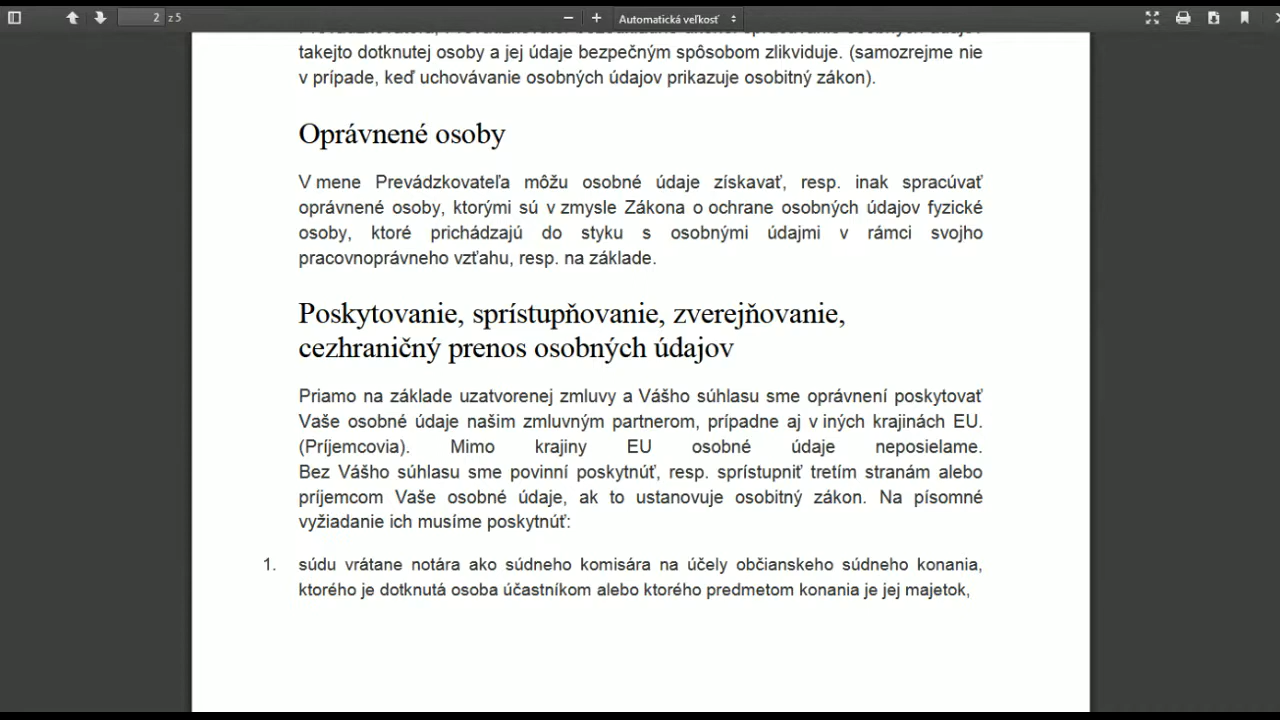 2 z 5
Automatická veľkosť
takejto dotknutej osoby a jej údaje bezpečným spôsobom zlikviduje. (samozrejme nie
v prípade, keď uchovávanie osobných údajov prikazuje osobitný zákon).
Oprávnené osoby
V mene Prevádzkovateľa môžu osobné údaje získavať, resp. inak spracúvať
oprávnené osoby, ktorými sú v zmysle Zákona o ochrane osobných údajov fyzické
osoby, ktoré prichádzajú do styku s osobnými údajmi v rámci svojho
pracovnoprávneho vzťahu, resp. na základe.
Poskytovanie, sprístupňovanie, zverejňovanie,
cezhraničný prenos osobných údajov
Priamo na základe uzatvorenej zmluvy a Vášho súhlasu sme oprávnení poskytovať
Vaše osobné údaje našim zmluvným partnerom, prípadne aj v iných krajinách EU.
(Príjemcovia). Mimo krajiny EU osobné údaje neposielame.
Bez Vášho súhlasu sme povinní poskytnúť, resp. sprístupniť tretím stranám alebo
príjemcom Vaše osobné údaje, ak to ustanovuje osobitný zákon. Na písomné
vyžiadanie ich musíme poskytnúť:
1. súdu vrátane notára ako súdneho komisára na účely občianskeho súdneho konania,
ktorého je dotknutá osoba účastníkom alebo ktorého predmetom konania je jej majetok,